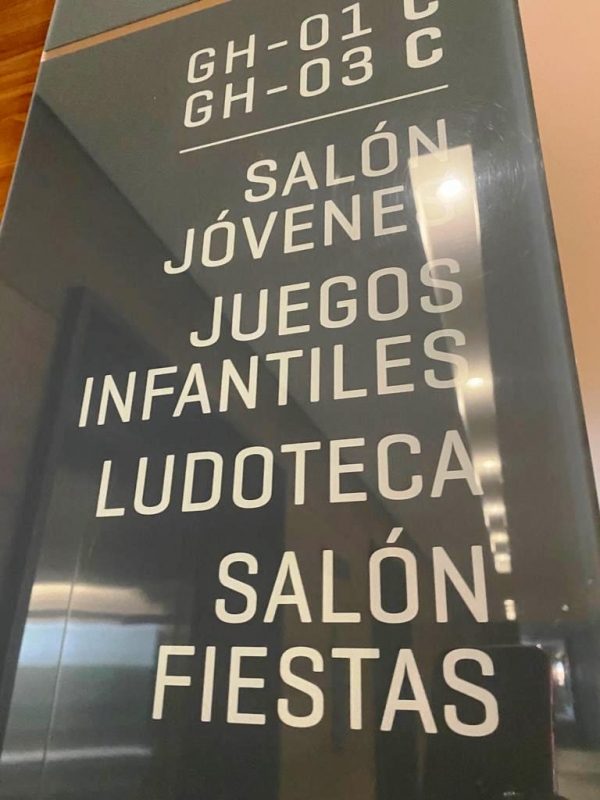 GH-01 C
GH-03 C
SALÓN
JÓVENES
JUEGOS
INFANTILES
LUDOTECA
SALÓN
FIESTAS